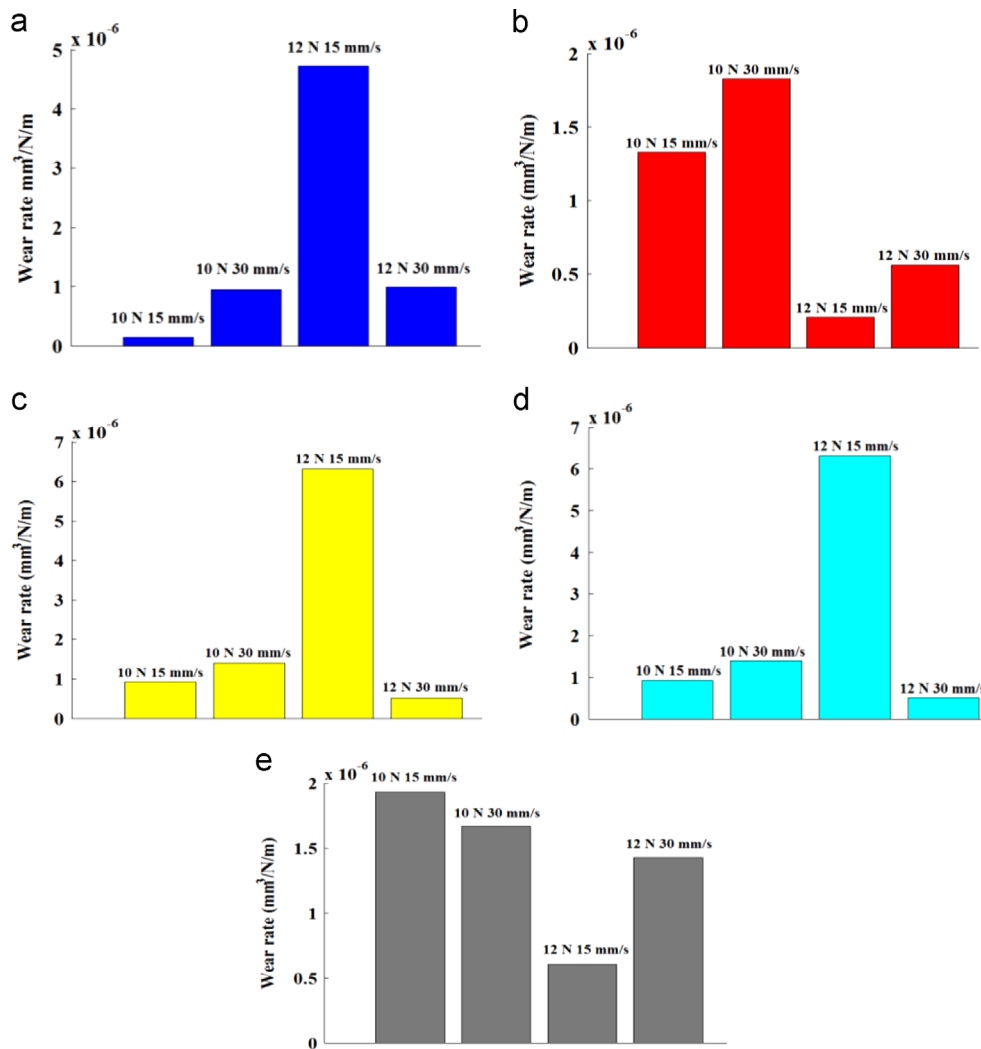 a
x 10⁻⁶
5
4
3
2
1
0
Wear rate mm³/N/m
10 N 15 mm/s
10 N 30 mm/s
12 N 15 mm/s
12 N 30 mm/s
b
x 10⁻⁶
2
1.5
1
0.5
0
Wear rate (mm³/N/m)
10 N 15 mm/s
10 N 30 mm/s
12 N 15 mm/s
12 N 30 mm/s
c
x 10⁻⁶
7
6
5
4
3
2
1
0
Wear rate (mm³/N/m)
10 N 15 mm/s
10 N 30 mm/s
12 N 15 mm/s
12 N 30 mm/s
d
x 10⁻⁶
7
6
5
4
3
2
1
0
Wear rate (mm³/N/m)
10 N 15 mm/s
10 N 30 mm/s
12 N 15 mm/s
12 N 30 mm/s
e
x 10⁻⁶
2
1.5
1
0.5
0
Wear rate (mm³/N/m)
10 N 15 mm/s
10 N 30 mm/s
12 N 15 mm/s
12 N 30 mm/s